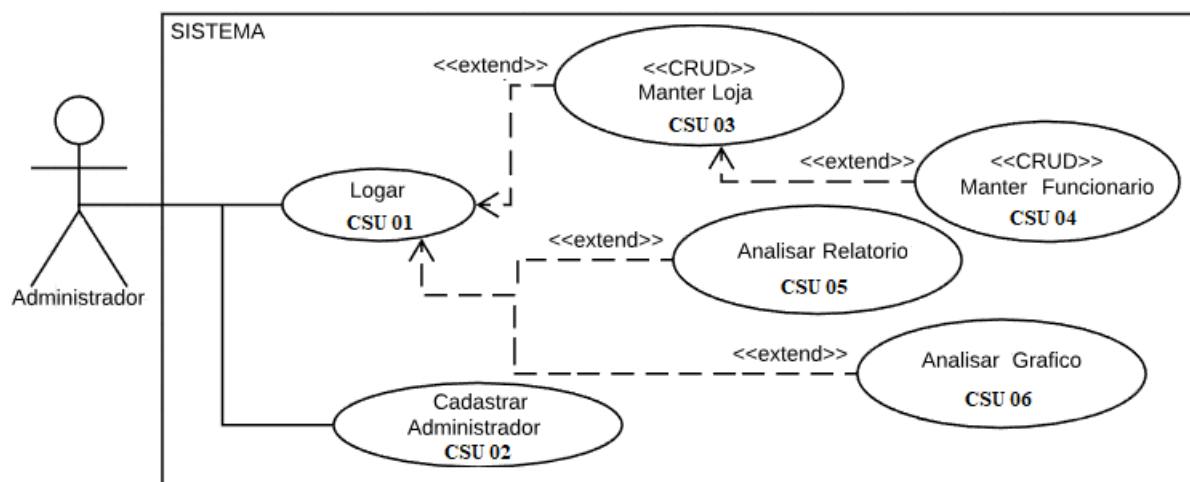 SISTEMA
<<extend>>
<<CRUD>>
Manter Loja
CSU 03
<<extend>>
<<CRUD>>
Manter Funcionario
CSU 04
Logar
CSU 01
<<extend>>
Analisar Relatorio
CSU 05
Administrador
<<extend>>
Analisar Grafico
CSU 06
Cadastrar
Administrador
CSU 02